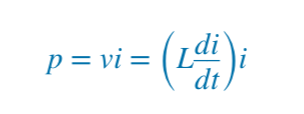 p = vi = (L di/dt) i